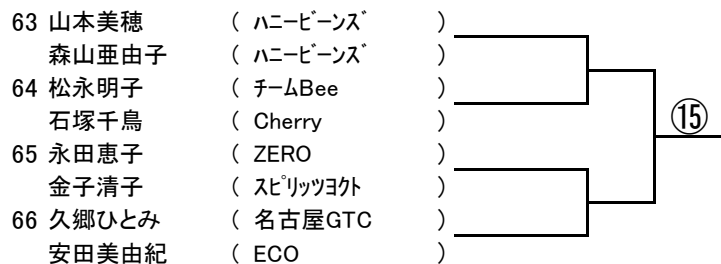 63 山本美穂 ( ハニービーンズ )
森山亜由子 ( ハニービーンズ )
64 松永明子 ( チームBee )
石塚千鳥 ( Cherry )
⑮
65 永田恵子 ( ZERO )
金子清子 ( スピリッツヨクト )
66 久郷ひとみ ( 名古屋GTC )
安田美由紀 ( ECO )